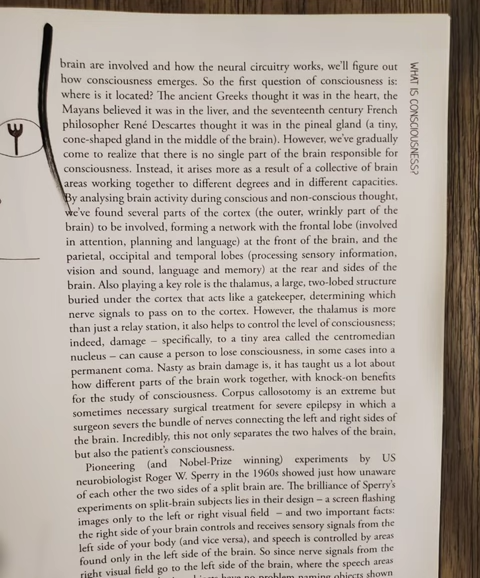 WHAT IS CONSCIOUSNESS?
brain are involved and how the neural circuitry works, we'll figure out
how consciousness emerges. So the first question of consciousness is:
where is it located? The ancient Greeks thought it was in the heart, the
Mayans believed it was in the liver, and the seventeenth century French
philosopher René Descartes thought it was in the pineal gland (a tiny,
cone-shaped gland in the middle of the brain). However, we've gradually
come to realize that there is no single part of the brain responsible for
consciousness. Instead, it arises more as a result of a collective of brain
areas working together to different degrees and in different capacities.
By analysing brain activity during conscious and non-conscious thought,
we've found several parts of the cortex (the outer, wrinkly part of the
brain) to be involved, forming a network with the frontal lobe (involved
in attention, planning and language) at the front of the brain, and the
parietal, occipital and temporal lobes (processing sensory information,
vision and sound, language and memory) at the rear and sides of the
brain. Also playing a key role is the thalamus, a large, two-lobed structure
buried under the cortex that acts like a gatekeeper, determining which
nerve signals to pass on to the cortex. However, the thalamus is more
than just a relay station, it also helps to control the level of consciousness;
indeed, damage – specifically, to a tiny area called the centromedian
nucleus – can cause a person to lose consciousness, in some cases into a
permanent coma. Nasty as brain damage is, it has taught us a lot about
how different parts of the brain work together, with knock-on benefits
for the study of consciousness. Corpus callosotomy is an extreme but
sometimes necessary surgical treatment for severe epilepsy in which a
surgeon severs the bundle of nerves connecting the left and right sides of
the brain. Incredibly, this not only separates the two halves of the brain,
but also the patient's consciousness.
Pioneering (and Nobel-Prize winning) experiments by US
neurobiologist Roger W. Sperry in the 1960s showed just how unaware
of each other the two sides of a split brain are. The brilliance of Sperry's
experiments on split-brain subjects lies in their design – a screen flashing
images only to the left or right visual field – and two important facts:
the right side of your brain controls and receives sensory signals from the
left side of your body (and vice versa), and speech is controlled by areas
found only in the left side of the brain. So since nerve signals from the
right visual field go to the left side of the brain, where the speech areas
have no problem naming objects shown